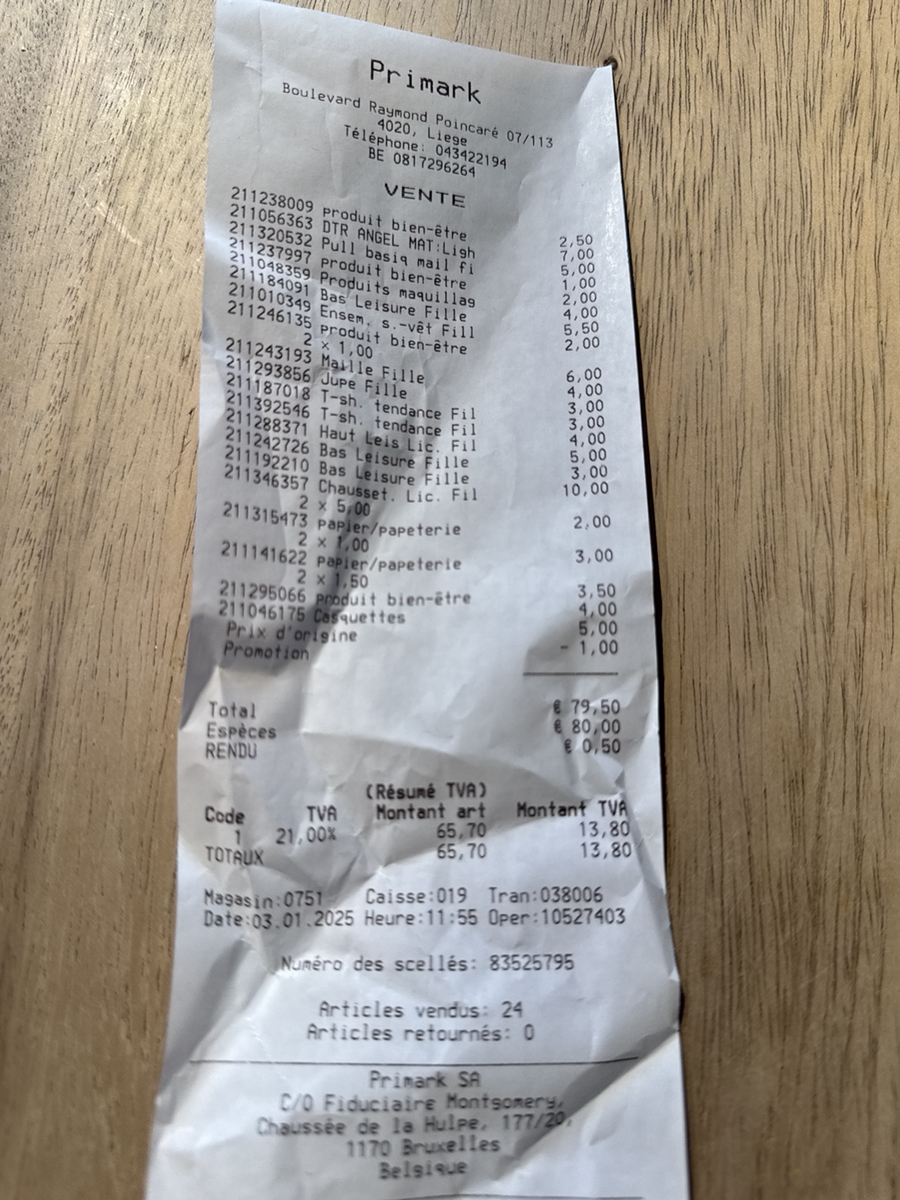 Primark
Boulevard Raymond Poincaré 07/113
4020, Liege
Téléphone: 043422194
BE 0817296264
VENTE
211238009 produit bien-être 2,50
211056363 DTR ANGEL MAT:Ligh 7,00
211320532 Pull basiq mail fi 5,00
211237997 produit bien-être 1,00
211048359 Produits maquillag 2,00
211184091 Bas Leisure Fille 4,00
211010349 Ensem. s.-vêt Fill 5,50
211246135 produit bien-être 2,00
2 x 1,00
211243193 Maille Fille 6,00
211293856 Jupe Fille 4,00
211187018 T-sh. tendance Fil 3,00
211392546 T-sh. tendance Fil 3,00
211288371 Haut Leis Lic. Fil 4,00
211242726 Bas Leisure Fille 5,00
211192210 Bas Leisure Fille 3,00
211346357 Chausset. Lic. Fil 10,00
2 x 5,00
211315473 papier/papeterie 2,00
2 x 1,00
211141622 papier/papeterie 3,00
2 x 1,50
211295066 produit bien-être 3,50
211046175 Casquettes 4,00
Prix d'origine 5,00
Promotion - 1,00
Total € 79,50
Espèces € 80,00
RENDU € 0,50
(Résumé TVA)
Code TVA Montant art Montant TVA
1 21,00% 65,70 13,80
TOTAUX 65,70 13,80
Magasin:0751 Caisse:019 Tran:038006
Date:03.01.2025 Heure:11:55 Oper:10527403
Numéro des scellés: 83525795
Articles vendus: 24
Articles retournés: 0
Primark SA
C/O Fiduciaire Montgomery,
Chaussée de la Hulpe, 177/20,
1170 Bruxelles
Belgique